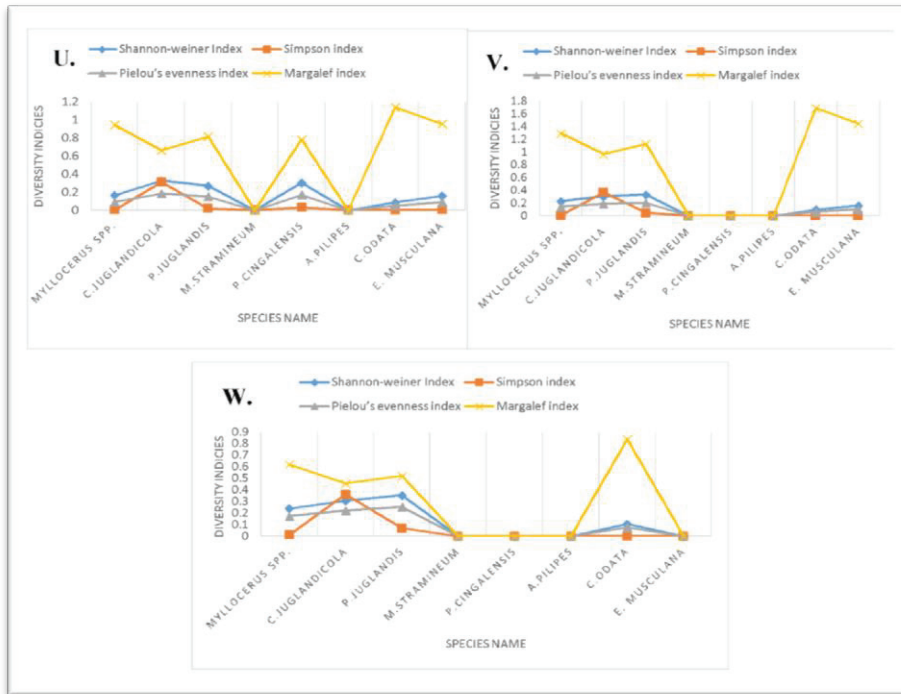 U.
Shannon-weiner Index
Simpson index
Pielou's evenness index
Margalef index
DIVERSITY INDICIES
1.2
1
0.8
0.6
0.4
0.2
0
MYLLOCERUS SPP.
C.JUGLANDICOLA
P.JUGLANDIS
M.STRAMINEUM
P.CINGALENSIS
A.PILIPES
C.ODATA
E. MUSCULANA
SPECIES NAME
V.
Shannon-weiner Index
Simpson index
Pielou's evenness index
Margalef index
DIVERSITY INDICIES
1.8
1.6
1.4
1.2
1
0.8
0.6
0.4
0.2
0
MYLLOCERUS SPP.
C.JUGLANDICOLA
P.JUGLANDIS
M.STRAMINEUM
P.CINGALENSIS
A.PILIPES
C.ODATA
E. MUSCULANA
SPECIES NAME
W.
Shannon-weiner Index
Simpson index
Pielou's evenness index
Margalef index
DIVERSITY INDICIES
0.9
0.8
0.7
0.6
0.5
0.4
0.3
0.2
0.1
0
MYLLOCERUS SPP.
C.JUGLANDICOLA
P.JUGLANDIS
M.STRAMINEUM
P.CINGALENSIS
A.PILIPES
C.ODATA
E. MUSCULANA
SPECIES NAME